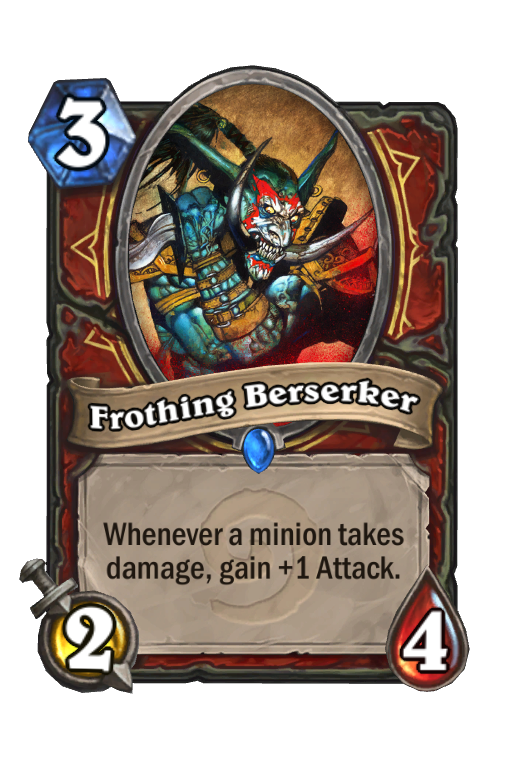 3
Frothing Berserker
Whenever a minion takes
damage, gain +1 Attack.
2
4